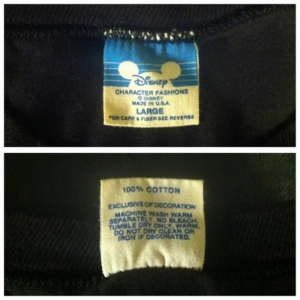 Disney
CHARACTER FASHIONS
© DISNEY
MADE IN U.S.A.
LARGE
FOR CARE & FIBER SEE REVERSE
100% COTTON
EXCLUSIVE OF DECORATION
MACHINE WASH WARM
SEPARATELY. NO BLEACH.
TUMBLE DRY ONLY. WARM.
DO NOT DRY CLEAN OR
IRON IF DECORATED.